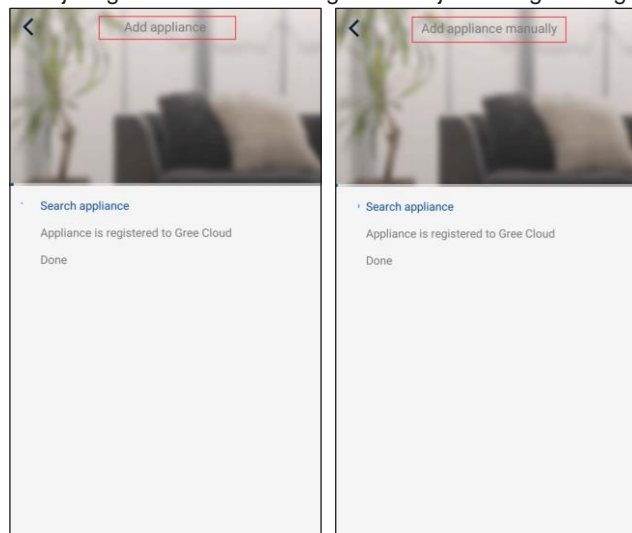 Add appliance
Search appliance
Appliance is registered to Gree Cloud
Done
Add appliance manually
Search appliance
Appliance is registered to Gree Cloud
Done